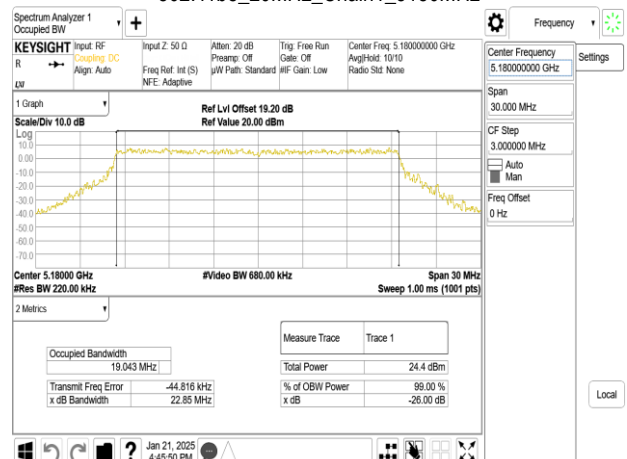 Spectrum Analyzer 1
Occupied BW
Frequency
KEYSIGHT Input: RF
Coupling: DC
Align: Auto
Input Z: 50 Ω
Freq Ref: Int (S)
NFE: Adaptive
Atten: 20 dB
Preamp: Off
µW Path: Standard
Trig: Free Run
Gate: Off
#IF Gain: Low
Center Freq: 5.180000000 GHz
Avg|Hold: 10/10
Radio Std: None
R
LXI
Center Frequency
5.180000000 GHz
Settings
Span
30.000 MHz
CF Step
3.000000 MHz
Auto
Man
Freq Offset
0 Hz
Local
1 Graph
Ref Lvl Offset 19.20 dB
Scale/Div 10.0 dB
Ref Value 20.00 dBm
Log
10.0
0.00
-10.0
-20.0
-30.0
-40.0
-50.0
-60.0
-70.0
Center 5.18000 GHz
#Video BW 680.00 kHz
Span 30 MHz
#Res BW 220.00 kHz
Sweep 1.00 ms (1001 pts)
2 Metrics
Measure Trace
Trace 1
Occupied Bandwidth
19.043 MHz
Total Power
24.4 dBm
Transmit Freq Error
-44.816 kHz
% of OBW Power
99.00 %
x dB Bandwidth
22.85 MHz
x dB
-26.00 dB
?
Jan 21, 2025
4:45:50 PM